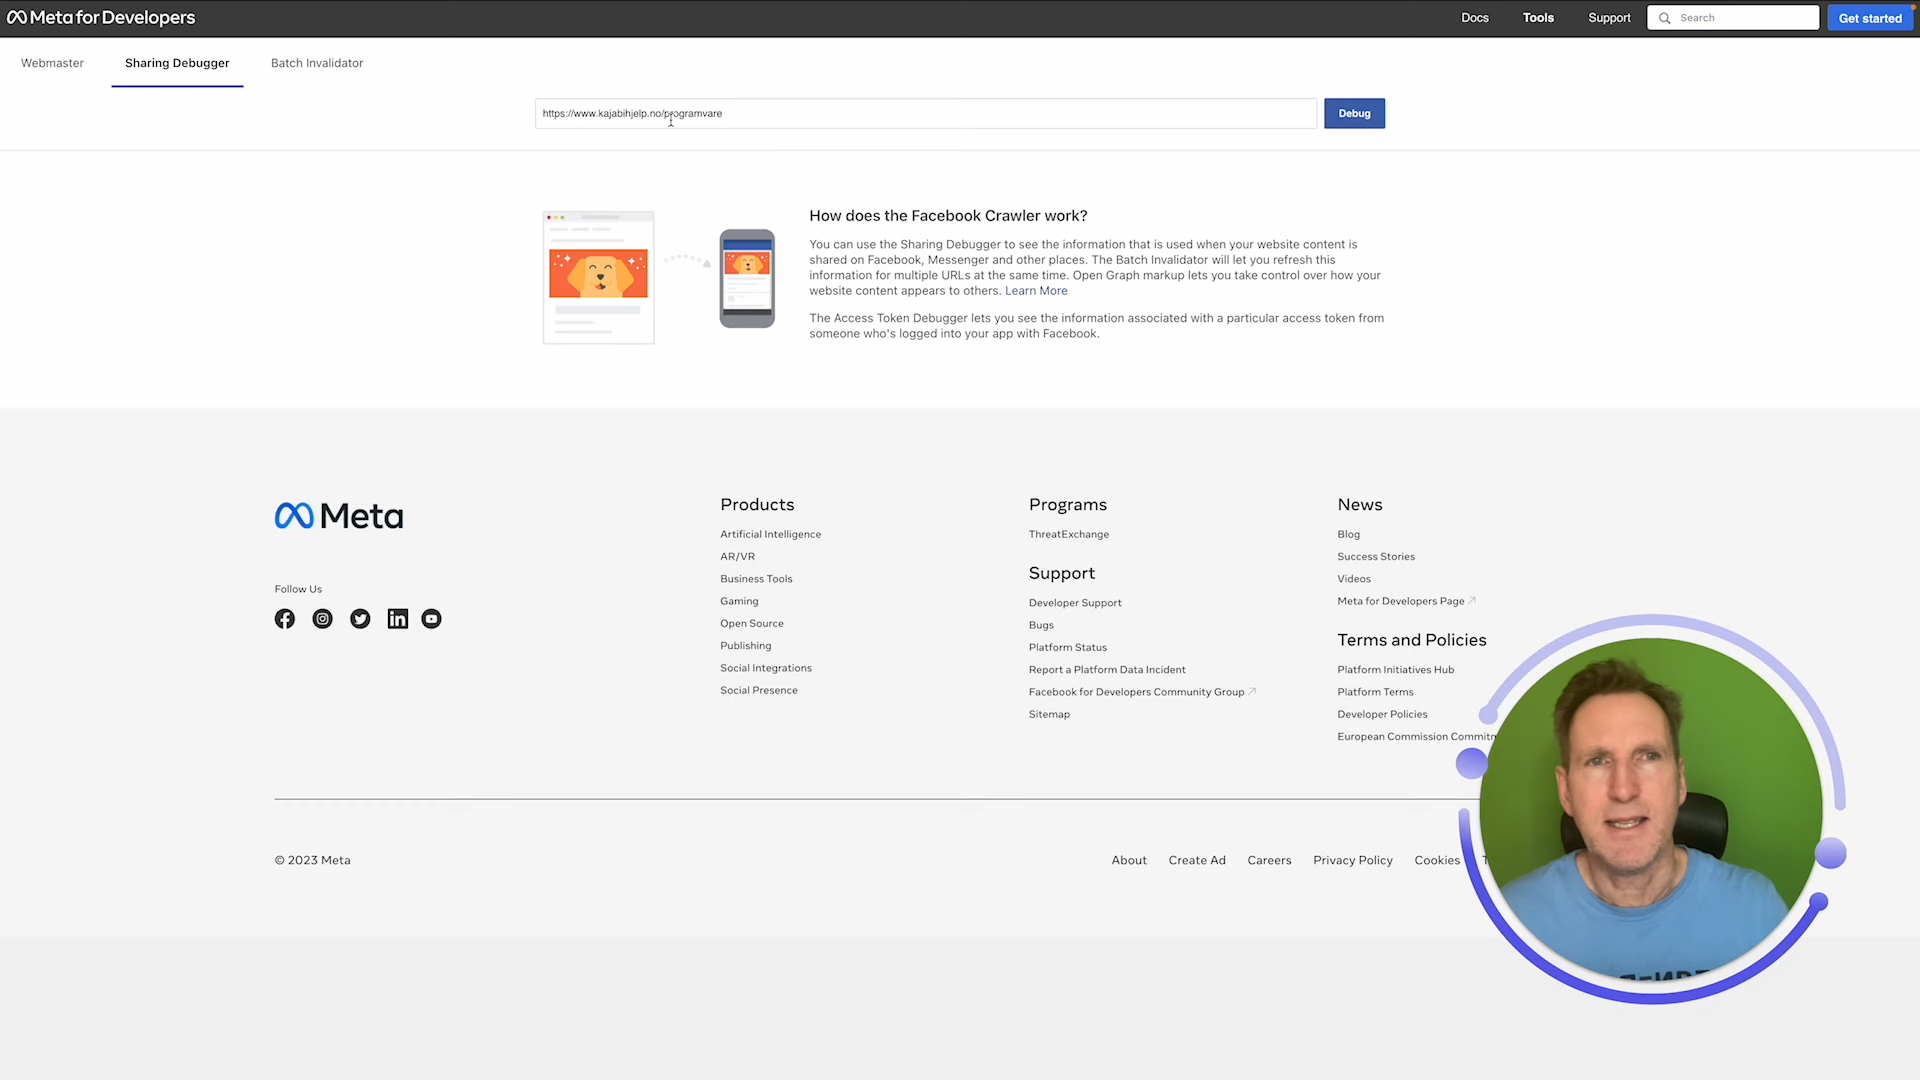 Meta for Developers
Docs
Tools
Support
Search
Get started
Webmaster
Sharing Debugger
Batch Invalidator
https://www.kajabihjelp.no/programvare
Debug
How does the Facebook Crawler work?
You can use the Sharing Debugger to see the information that is used when your website content is
shared on Facebook, Messenger and other places. The Batch Invalidator will let you refresh this
information for multiple URLs at the same time. Open Graph markup lets you take control over how your
website content appears to others. Learn More
The Access Token Debugger lets you see the information associated with a particular access token from
someone who's logged into your app with Facebook.
Meta
Follow Us
Products
Artificial Intelligence
AR/VR
Business Tools
Gaming
Open Source
Publishing
Social Integrations
Social Presence
Programs
ThreatExchange
Support
Developer Support
Bugs
Platform Status
Report a Platform Data Incident
Facebook for Developers Community Group
Sitemap
News
Blog
Success Stories
Videos
Meta for Developers Page
Terms and Policies
Platform Initiatives Hub
Platform Terms
Developer Policies
European Commission
© 2023 Meta
About
Create Ad
Careers
Privacy Policy
Cookies